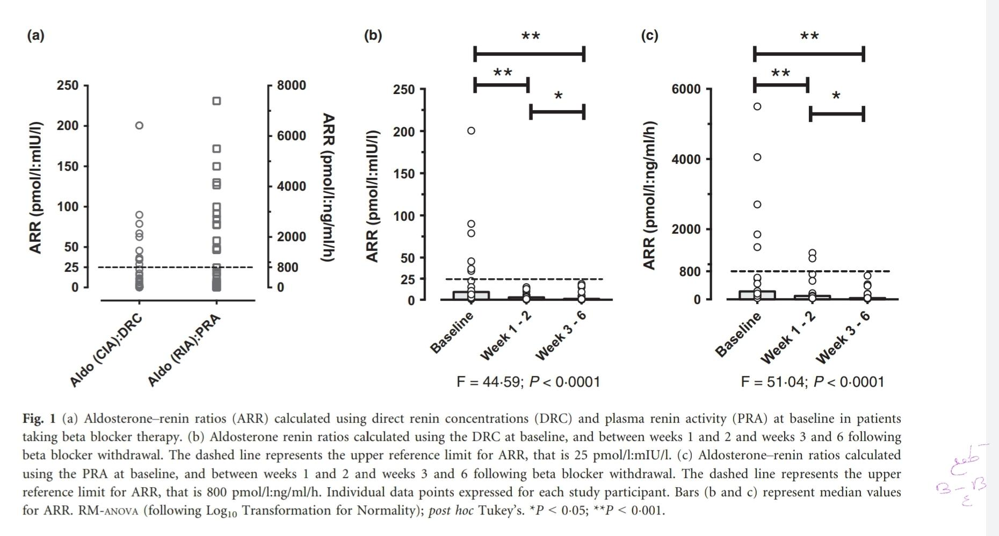 (a)
ARR (pmol/l:mIU/l)
250
200
150
100
50
25
0
8000
6000
4000
2000
800
0
ARR (pmol/l:ng/ml/h)
Aldo (CIA):DRC
Aldo (RIA):PRA
(b)
**
**
*
ARR (pmol/l:mIU/l)
250
200
150
100
50
25
0
Baseline
Week 1 - 2
Week 3 - 6
F = 44·59; P < 0·0001
(c)
**
**
*
ARR (pmol/l:ng/ml/h)
6000
4000
2000
800
0
Baseline
Week 1 - 2
Week 3 - 6
F = 51·04; P < 0·0001
Fig. 1 (a) Aldosterone–renin ratios (ARR) calculated using direct renin concentrations (DRC) and plasma renin activity (PRA) at baseline in patients
taking beta blocker therapy. (b) Aldosterone renin ratios calculated using the DRC at baseline, and between weeks 1 and 2 and weeks 3 and 6 following
beta blocker withdrawal. The dashed line represents the upper reference limit for ARR, that is 25 pmol/l:mIU/l. (c) Aldosterone–renin ratios calculated
using the PRA at baseline, and between weeks 1 and 2 and weeks 3 and 6 following beta blocker withdrawal. The dashed line represents the upper
reference limit for ARR, that is 800 pmol/l:ng/ml/h. Individual data points expressed for each study participant. Bars (b and c) represent median values
for ARR. RM-ANOVA (following Log10 Transformation for Normality); post hoc Tukey's. *P < 0·05; **P < 0·001.